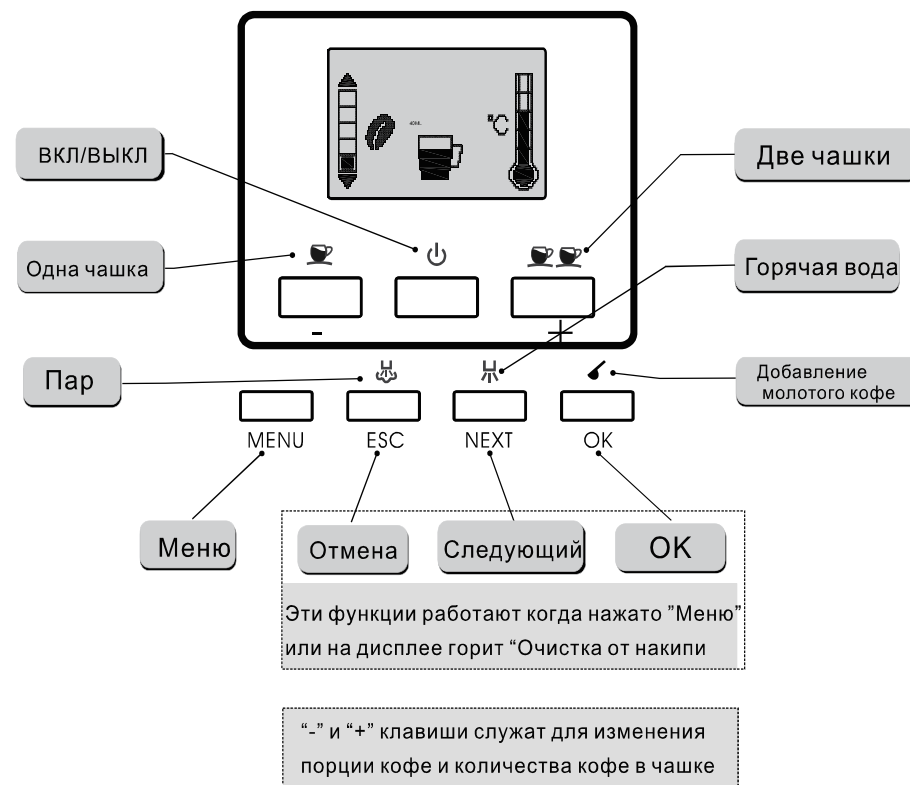 °C
ВКЛ/ВЫКЛ
Две чашки
Одна чашка
Горячая вода
-
+
Пар
Добавление
молотого кофе
MENU
ESC
NEXT
OK
Меню
Отмена
Следующий
OK
Эти функции работают когда нажато "Меню"
или на дисплее горит “Очистка от накипи
“-” и “+” клавиши служат для изменения
порции кофе и количества кофе в чашке